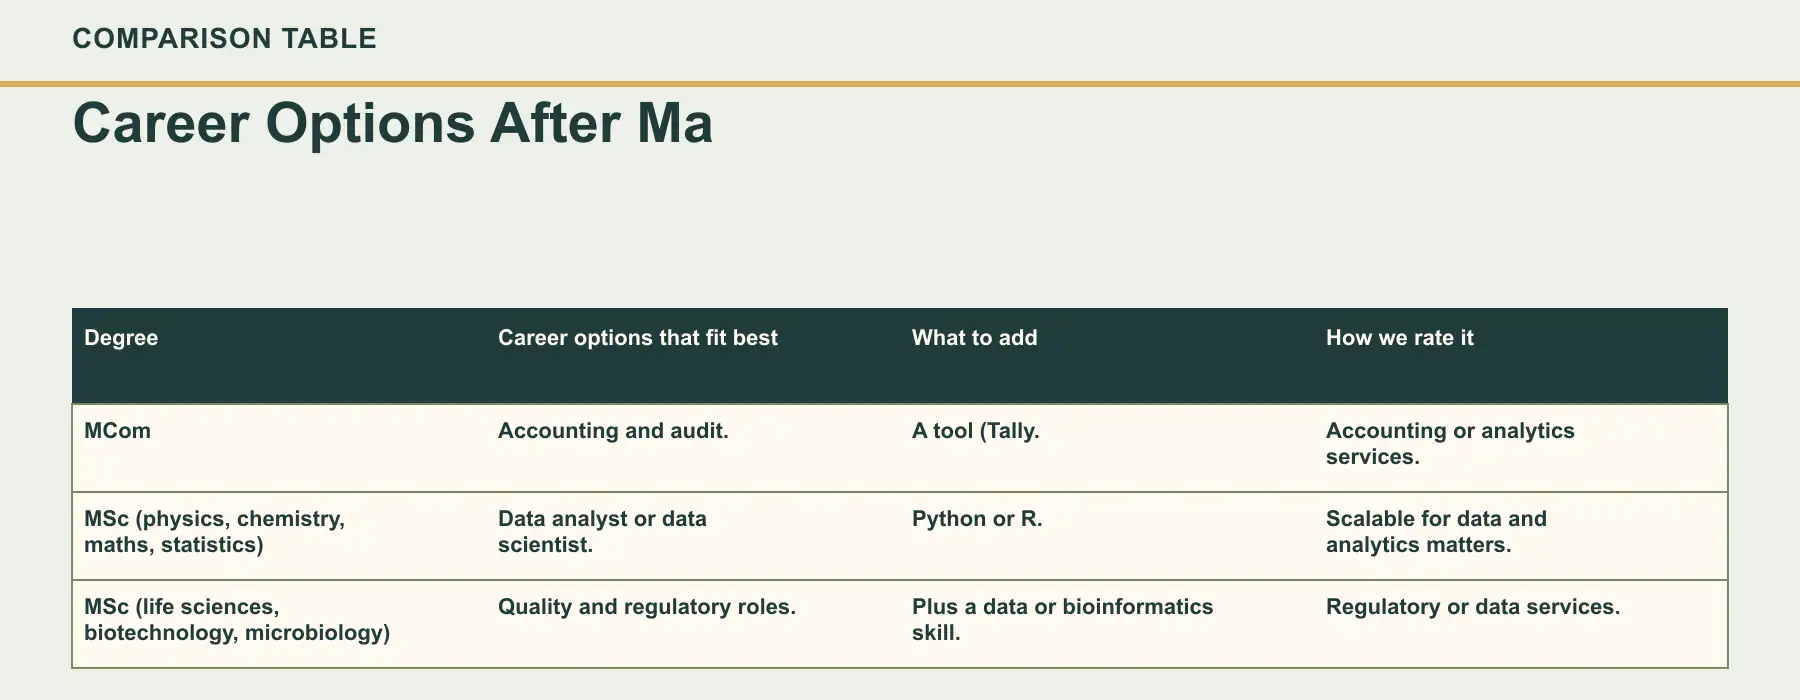 COMPARISON TABLE
Career Options After Ma
Degree
Career options that fit best
What to add
How we rate it
MCom
Accounting and audit.
A tool (Tally.
Accounting or analytics
services.
MSc (physics, chemistry,
maths, statistics)
Data analyst or data
scientist.
Python or R.
Scalable for data and
analytics matters.
MSc (life sciences,
biotechnology, microbiology)
Quality and regulatory roles.
Plus a data or bioinformatics
skill.
Regulatory or data services.